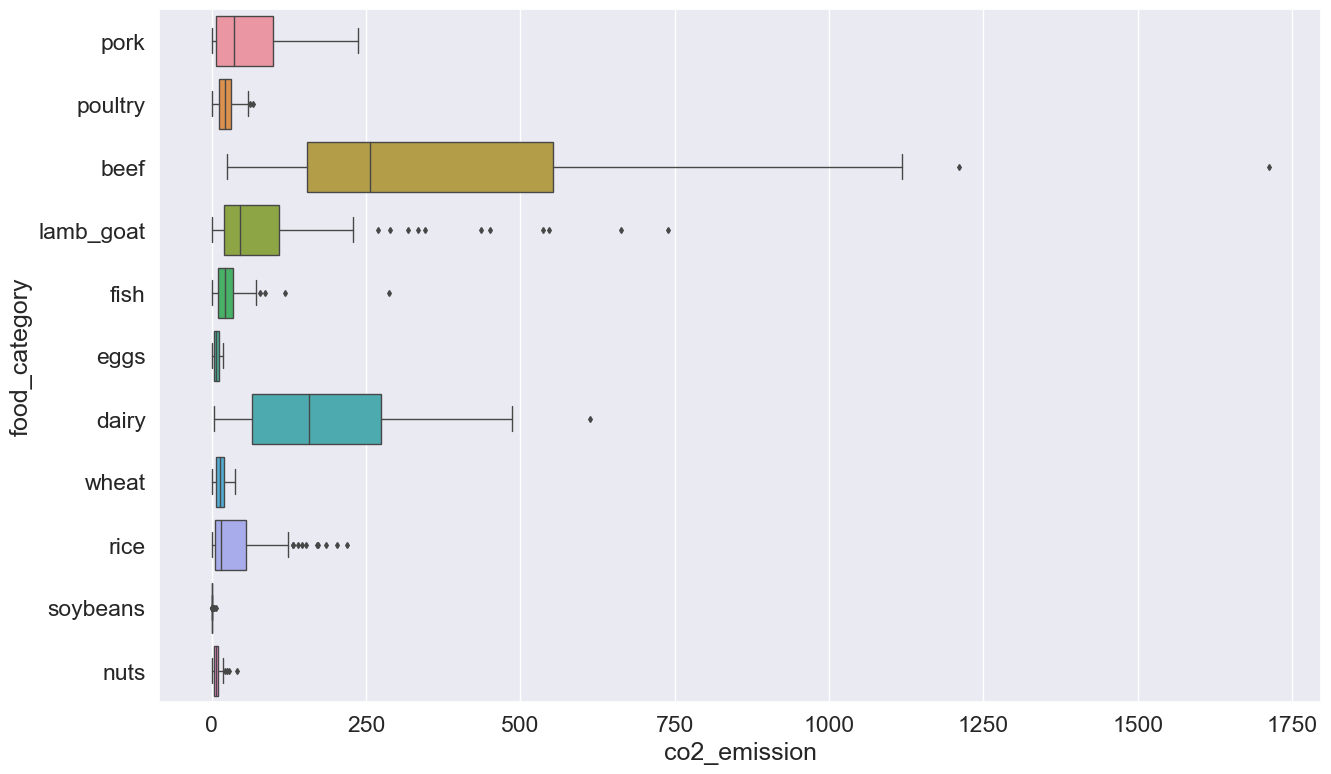 pork
poultry
beef
lamb_goat
fish
eggs
dairy
wheat
rice
soybeans
nuts
food_category
0 250 500 750 1000 1250 1500 1750
co2_emission